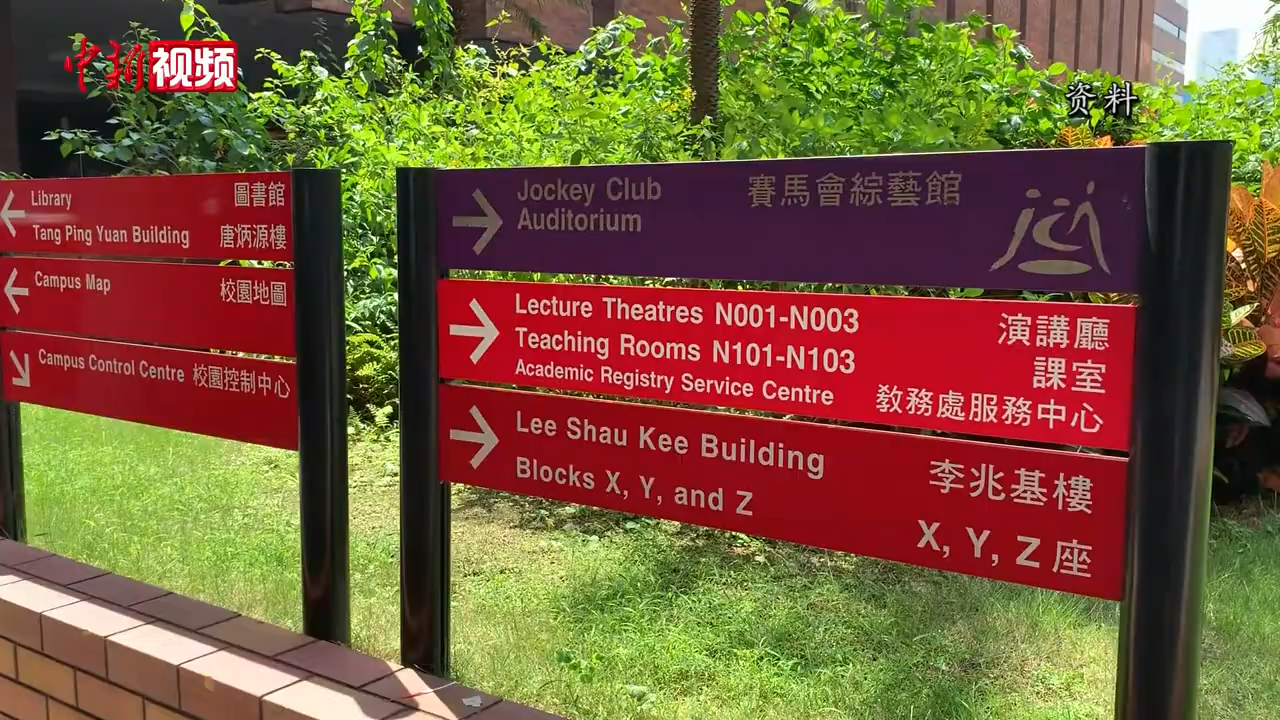 中新视频
资料
Library 圖書館
Tang Ping Yuan Building 唐炳源樓
Campus Map 校園地圖
Campus Control Centre 校園控制中心
Jockey Club 賽馬會綜藝館
Auditorium
Lecture Theatres N001-N003 演講廳
Teaching Rooms N101-N103 課室
Academic Registry Service Centre 教務處服務中心
Lee Shau Kee Building 李兆基樓
Blocks X, Y, and Z X, Y, Z 座